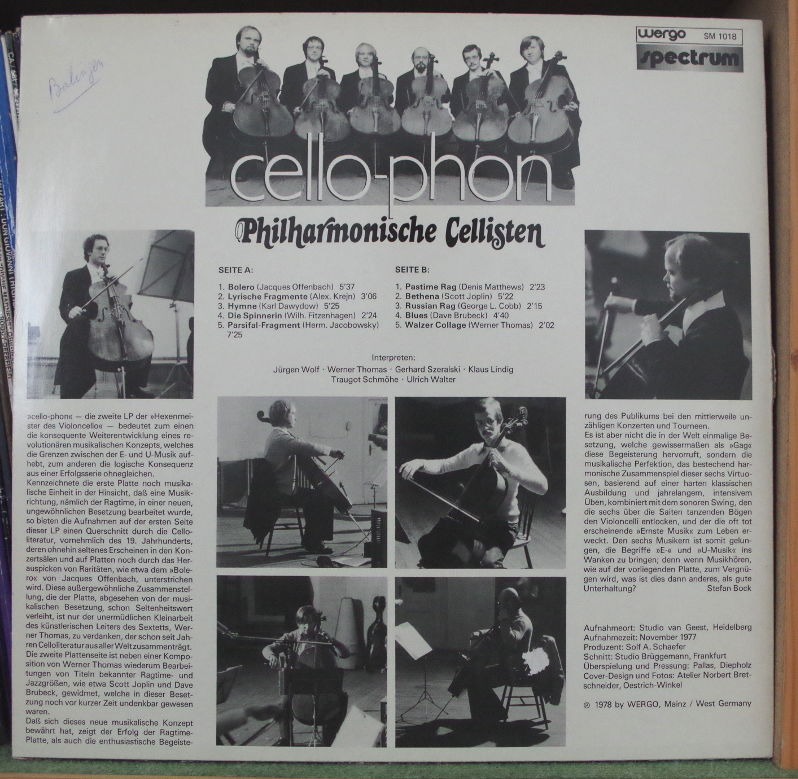 wergo SM 1018
spectrum
cello-phon
Philharmonische Cellisten
SEITE A:
1. Bolero (Jacques Offenbach) 5'37
2. Lyrische Fragmente (Alex. Krejn) 3'06
3. Hymne (Karl Dawydow) 5'25
4. Die Spinnerin (Wilh. Fitzenhagen) 2'24
5. Parsifal-Fragment (Herm. Jacobowsky)
7'25
SEITE B:
1. Pastime Rag (Denis Matthews) 2'23
2. Bethena (Scott Joplin) 5'22
3. Russian Rag (George L. Cobb) 2'15
4. Blues (Dave Brubeck) 4'40
5. Walzer Collage (Werner Thomas) 2'02
Interpreten:
Jürgen Wolf · Werner Thomas · Gerhard Szeralski · Klaus Lindig
Traugot Schmöhe · Ulrich Walter
»cello-phon« — die zweite LP der »Hexenmei-
ster des Violoncello« — bedeutet zum einen
die konsequente Weiterentwicklung eines re-
volutionären musikalischen Konzepts, welches
die Grenzen zwischen der E- und U-Musik auf-
hebt, zum anderen die logische Konsequenz
aus einer Erfolgsserie ohnegleichen.
Kennzeichnete die erste Platte noch musika-
lische Einheit in der Hinsicht, daß eine Musik-
richtung, nämlich der Ragtime, in einer neuen,
ungewöhnlichen Besetzung bearbeitet wurde,
so bieten die Aufnahmen auf der ersten Seite
dieser LP einen Querschnitt durch die Cello-
literatur, vornehmlich des 19. Jahrhunderts,
deren ohnehin seltenes Erscheinen in den Kon-
zertsälen und auf Platten noch durch das Her-
auspicken von Raritäten, wie etwa dem »Bole-
ro« von Jacques Offenbach, unterstrichen
wird. Diese außergewöhnliche Zusammenstel-
lung, die der Platte, abgesehen von der musi-
kalischen Besetzung, schon Seltenheitswert
verleiht, ist nur der unermüdlichen Kleinarbeit
des künstlerischen Leiters des Sextetts, Wer-
ner Thomas, zu verdanken, der schon seit Jah-
ren Celloliteratur aus aller Welt zusammenträgt.
Die zweite Plattenseite ist neben einer Kompo-
sition von Werner Thomas wiederum Bearbei-
tungen von Titeln bekannter Ragtime- und
Jazzgrößen, wie etwa Scott Joplin und Dave
Brubeck, gewidmet, welche in dieser Beset-
zung noch vor kurzer Zeit undenkbar gewesen
waren.
Daß sich dieses neue musikalische Konzept
bewährt hat, zeigt der Erfolg der Ragtime-
Platte, als auch die enthusiastische Begeiste-
rung des Publikums bei den mittlerweile un-
zähligen Konzerten und Tourneen.
Es ist aber nicht die in der Welt einmalige Be-
setzung, welche gewissermaßen als »Gag«
diese Begeisterung hervorruft, sondern die
musikalische Perfektion, das bestechend har-
monische Zusammenspiel dieser sechs Virtuo-
sen, basierend auf einer harten klassischen
Ausbildung und jahrelangem, intensivem
Üben, kombiniert mit dem sonoren Swing, den
die sechs über die Saiten tanzenden Bögen
den Violoncelli entlocken, und der die oft tot
erscheinende »Ernste Musik« zum Leben er-
weckt. Den sechs Musikern ist somit gelun-
gen, die Begriffe »E-« und »U-Musik« ins
Wanken zu bringen; denn wenn Musikhören,
wie auf der vorliegenden Platte, zum Vergnü-
gen wird, was ist dies dann anderes, als gute
Unterhaltung? Stefan Bock
Aufnahmeort: Studio van Geest, Heidelberg
Aufnahmezeit: November 1977
Produzent: Solf A. Schaefer
Schnitt: Studio Brüggemann, Frankfurt
Überspielung und Pressung: Pallas, Diepholz
Cover-Design und Fotos: Atelier Norbert Bret-
schneider, Oestrich-Winkel
℗ 1978 by WERGO, Mainz / West Germany